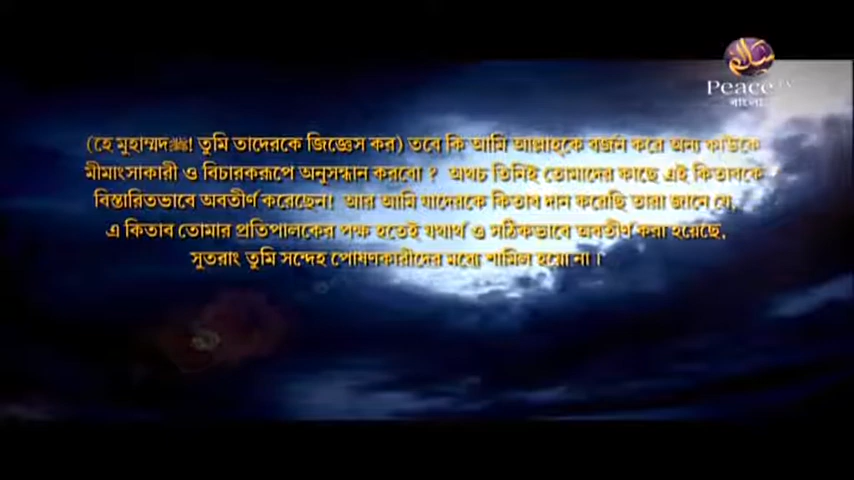 Peace TV
বাংলা
(হে মুহাম্মদﷺ! তুমি তাদেরকে জিজ্ঞেস কর) তবে কি আমি আল্লাহকে বর্জন করে অন্য কাউকে
মীমাংসাকারী ও বিচারকরূপে অনুসন্ধান করবো ? অথচ তিনিই তোমাদের কাছে এই কিতাবকে
বিস্তারিতভাবে অবতীর্ণ করেছেন! আর আমি যাদেরকে কিতাব দান করেছি তারা জানে যে,
এ কিতাব তোমার প্রতিপালকের পক্ষ হতেই যথার্থ ও সঠিকভাবে অবতীর্ণ করা হয়েছে,
সুতরাং তুমি সন্দেহ পোষণকারীদের মধ্যে শামিল হয়ো না।